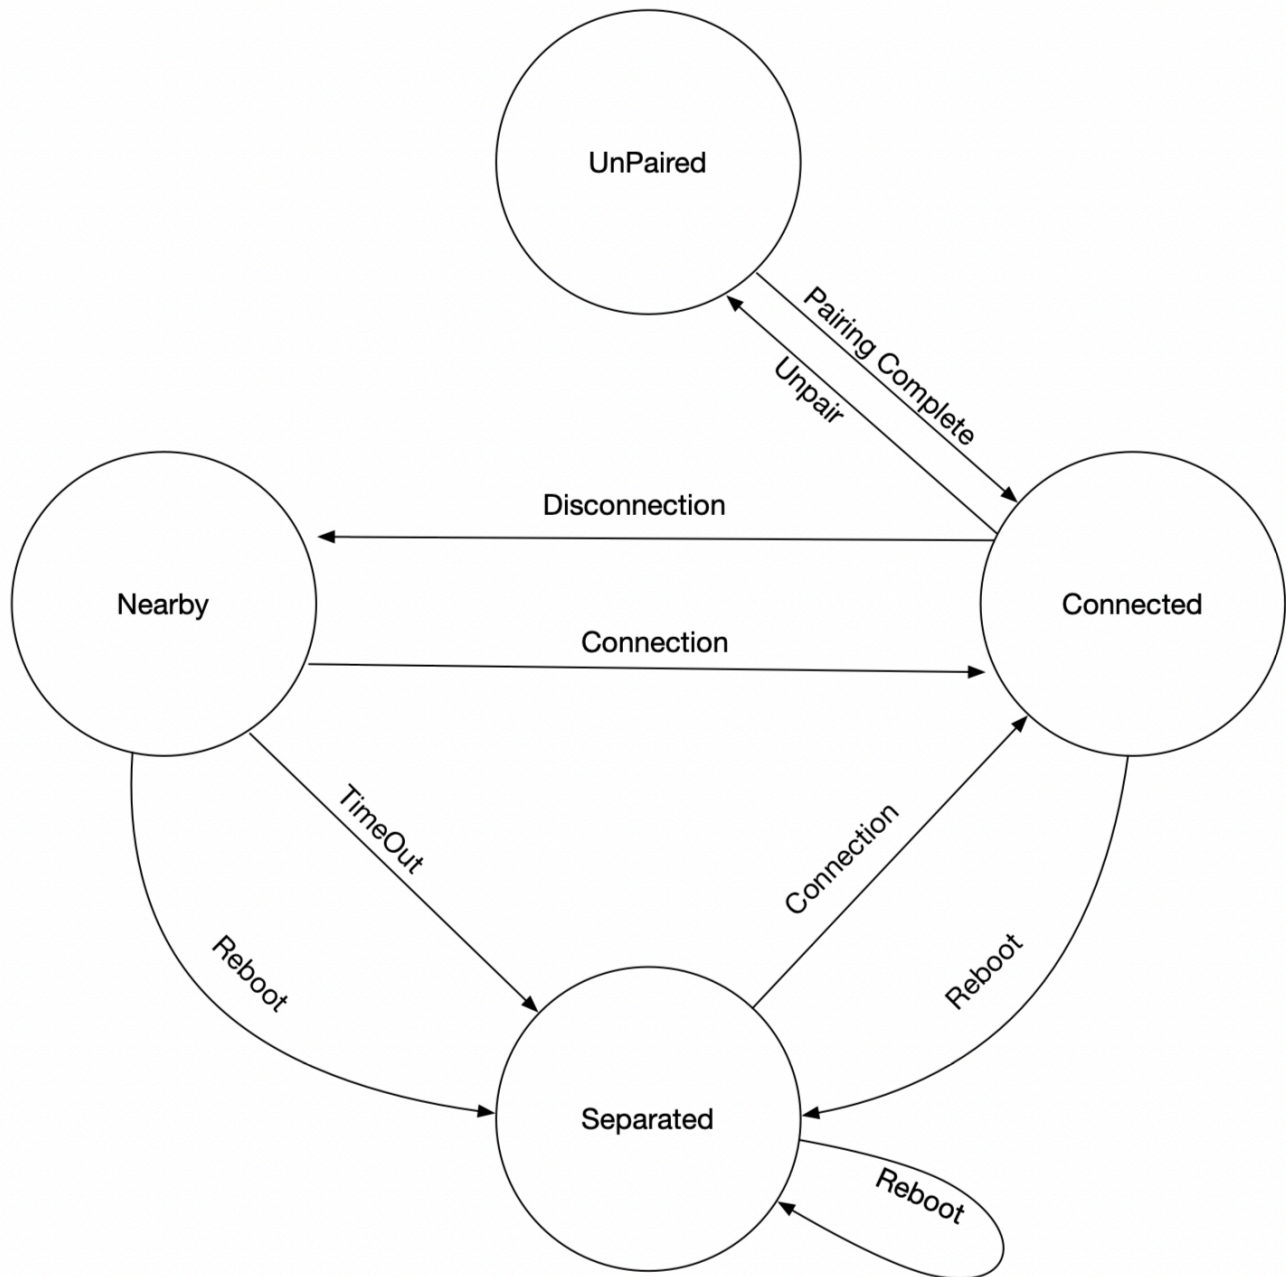 UnPaired
Pairing Complete
Unpair
Disconnection
Nearby
Connected
Connection
TimeOut
Connection
Reboot
Reboot
Separated
Reboot